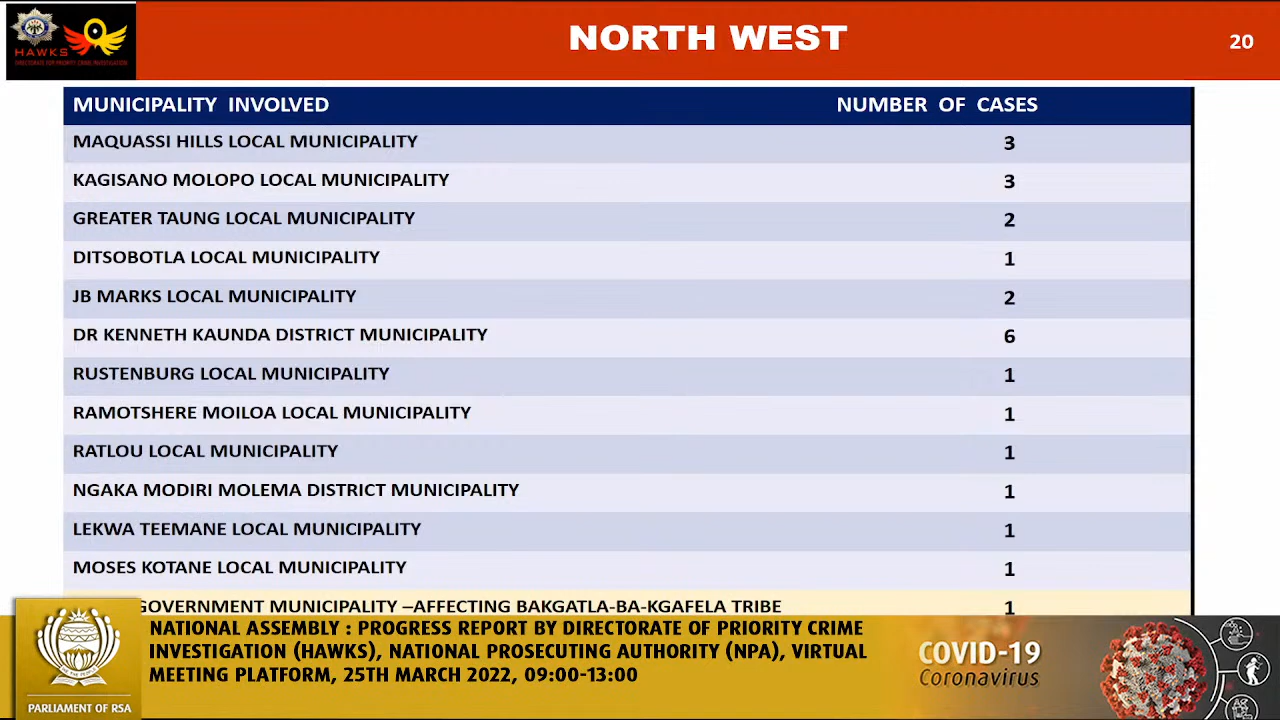 HAWKS
DIRECTORATE FOR PRIORITY CRIME INVESTIGATION
NORTH WEST
20
MUNICIPALITY INVOLVED NUMBER OF CASES
MAQUASSI HILLS LOCAL MUNICIPALITY 3
KAGISANO MOLOPO LOCAL MUNICIPALITY 3
GREATER TAUNG LOCAL MUNICIPALITY 2
DITSOBOTLA LOCAL MUNICIPALITY 1
JB MARKS LOCAL MUNICIPALITY 2
DR KENNETH KAUNDA DISTRICT MUNICIPALITY 6
RUSTENBURG LOCAL MUNICIPALITY 1
RAMOTSHERE MOILOA LOCAL MUNICIPALITY 1
RATLOU LOCAL MUNICIPALITY 1
NGAKA MODIRI MOLEMA DISTRICT MUNICIPALITY 1
LEKWA TEEMANE LOCAL MUNICIPALITY 1
MOSES KOTANE LOCAL MUNICIPALITY 1
GOVERNMENT MUNICIPALITY –AFFECTING BAKGATLA-BA-KGAFELA TRIBE 1
NATIONAL ASSEMBLY : PROGRESS REPORT BY DIRECTORATE OF PRIORITY CRIME
INVESTIGATION (HAWKS), NATIONAL PROSECUTING AUTHORITY (NPA), VIRTUAL
MEETING PLATFORM, 25TH MARCH 2022, 09:00-13:00
PARLIAMENT OF RSA
COVID-19
Coronavirus